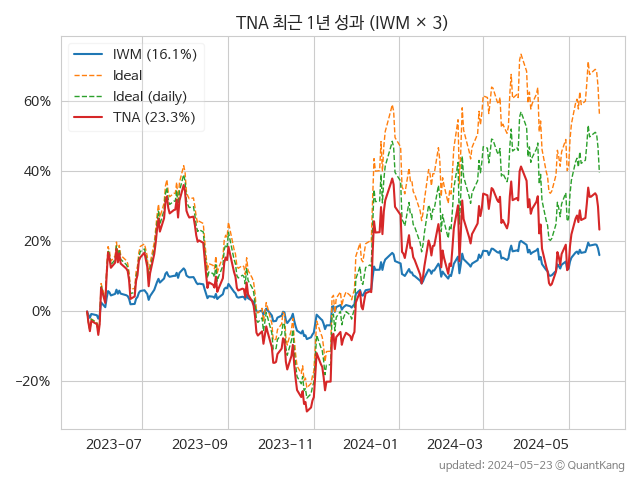 TNA 최근 1년 성과 (IWM × 3)
IWM (16.1%)
Ideal
Ideal (daily)
TNA (23.3%)
60%
40%
20%
0%
−20%
2023-07
2023-09
2023-11
2024-01
2024-03
2024-05
updated: 2024-05-23 ⓒ QuantKang